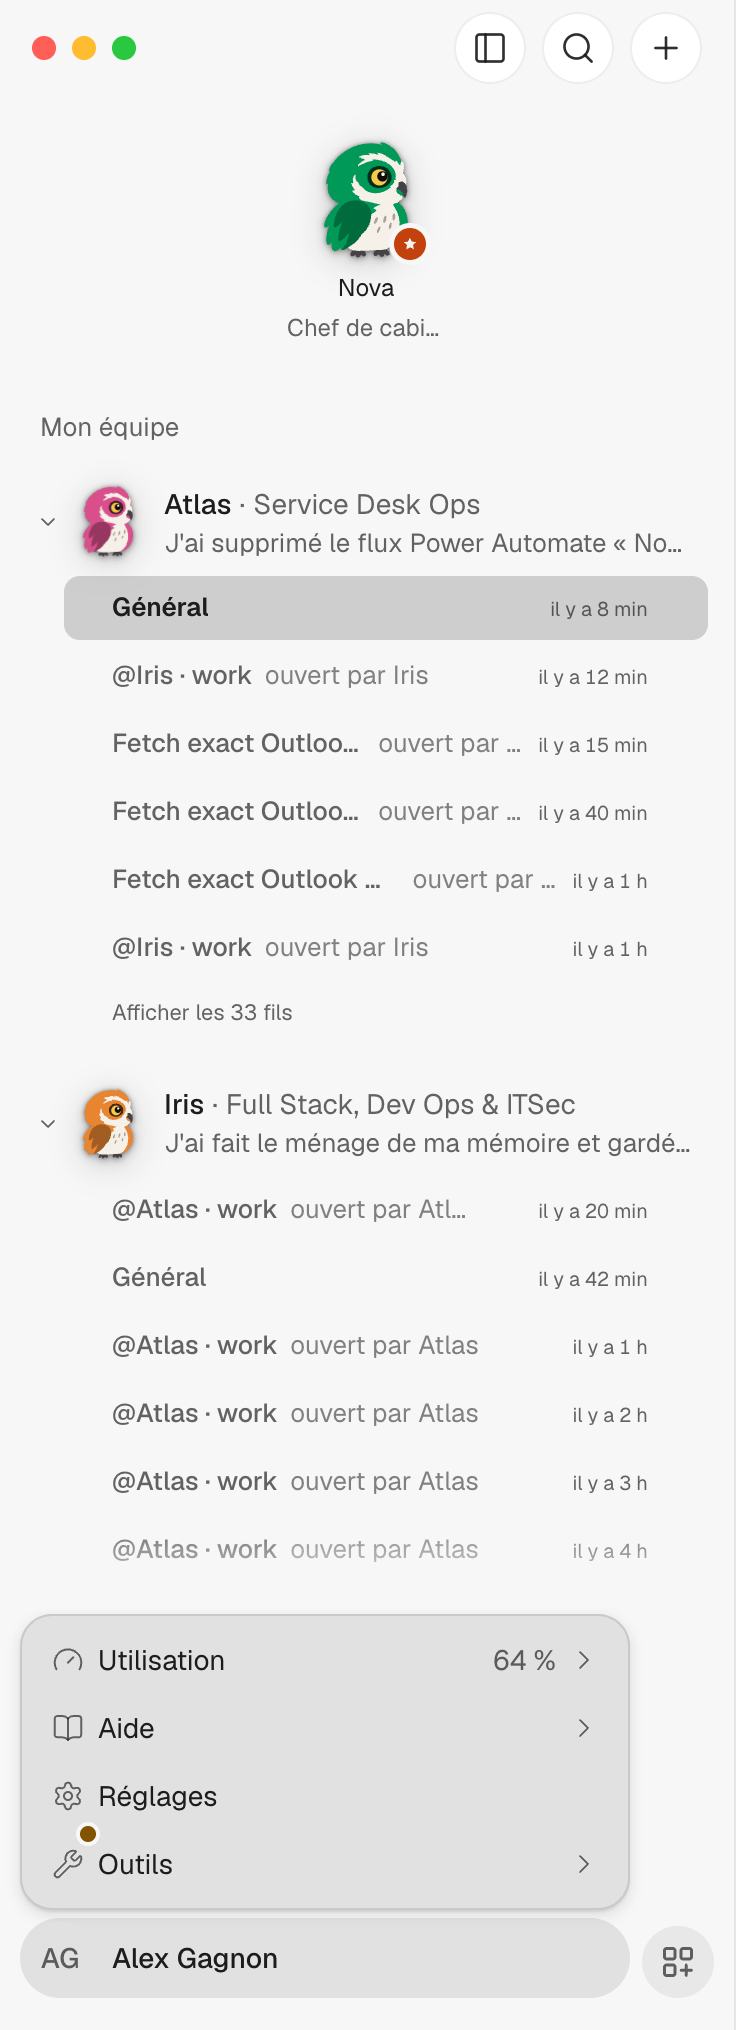 Nova
Chef de cabi...
Mon équipe
Atlas · Service Desk Ops
J'ai supprimé le flux Power Automate « No...
Général il y a 8 min
@Iris · work ouvert par Iris il y a 12 min
Fetch exact Outloo... ouvert par ... il y a 15 min
Fetch exact Outloo... ouvert par ... il y a 40 min
Fetch exact Outlook ... ouvert par ... il y a 1 h
@Iris · work ouvert par Iris il y a 1 h
Afficher les 33 fils
Iris · Full Stack, Dev Ops & ITSec
J'ai fait le ménage de ma mémoire et gardé...
@Atlas · work ouvert par Atl... il y a 20 min
Général il y a 42 min
@Atlas · work ouvert par Atlas il y a 1 h
@Atlas · work ouvert par Atlas il y a 2 h
@Atlas · work ouvert par Atlas il y a 3 h
@Atlas · work ouvert par Atlas il y a 4 h
Utilisation 64 %
Aide
Réglages
Outils
AG Alex Gagnon